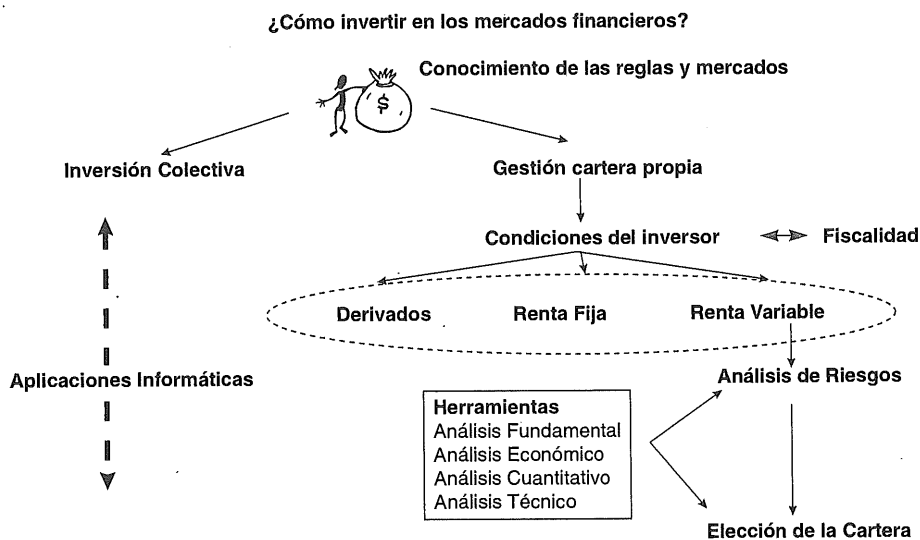 ¿Cómo invertir en los mercados financieros?
Conocimiento de las reglas y mercados
$
Inversión Colectiva
Gestión cartera propia
Condiciones del inversor
Fiscalidad
Derivados
Renta Fija
Renta Variable
Aplicaciones Informáticas
Análisis de Riesgos
Herramientas
Análisis Fundamental
Análisis Económico
Análisis Cuantitativo
Análisis Técnico
Elección de la Cartera